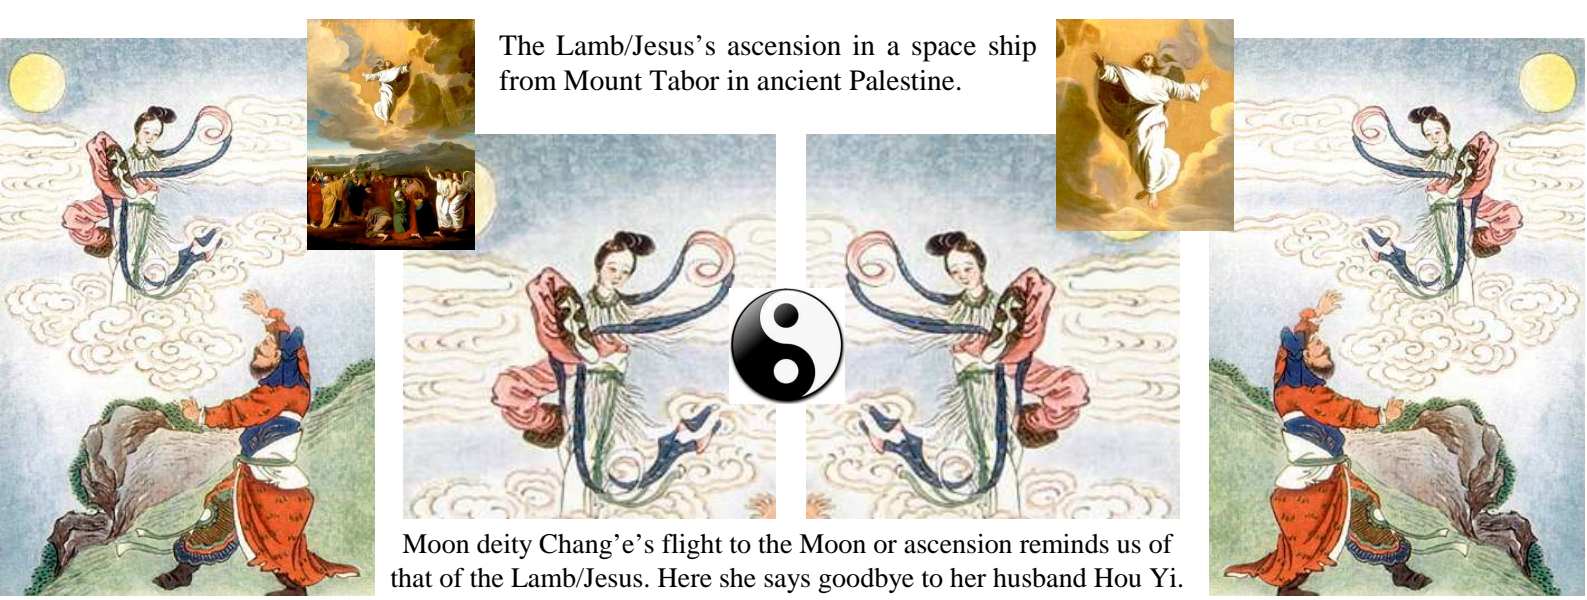 The Lamb/Jesus’s ascension in a space ship
from Mount Tabor in ancient Palestine.
Moon deity Chang’e’s flight to the Moon or ascension reminds us of
that of the Lamb/Jesus. Here she says goodbye to her husband Hou Yi.